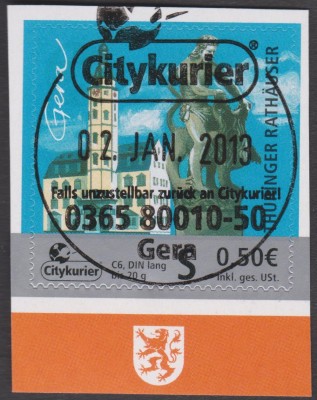 Citykurier®
Gera
THÜRINGER RATHÄUSER
02. JAN. 2013
Falls unzustellbar zurück an Citykurier!
0365 80010-50
Gera
S
Citykurier
C6, DIN lang
bis 20 g
0,50€
Inkl. ges. USt.